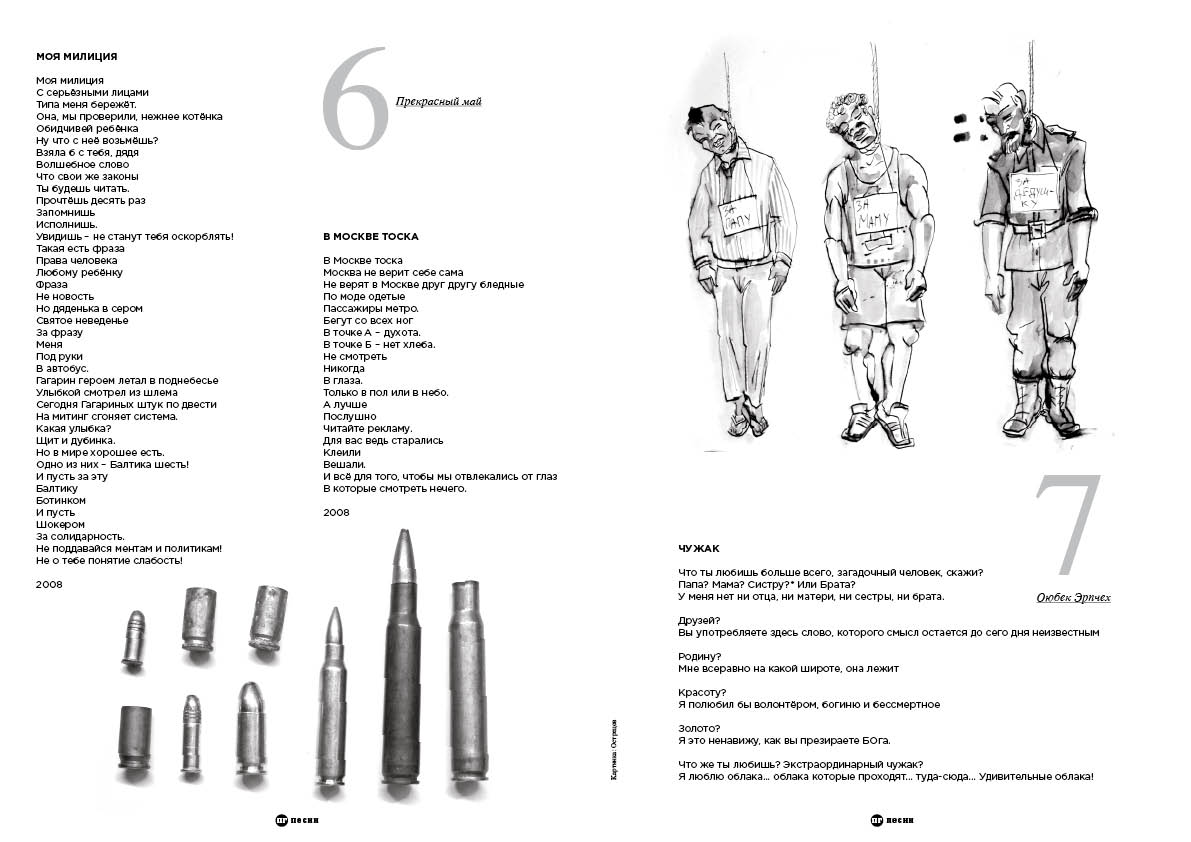 МОЯ МИЛИЦИЯ
Моя милиция
С серьёзными лицами
Типа меня бережёт.
Она, мы проверили, нежнее котёнка
Обидчивей ребёнка
Ну что с неё возьмёшь?
Взяла б с тебя, дядя
Волшебное слово
Что свои же законы
Ты будешь читать.
Прочтёшь десять раз
Запомнишь
Исполнишь.
Увидишь – не станут тебя оскорблять!
Такая есть фраза
Права человека
Любому ребёнку
Фраза
Не новость
Но дяденька в сером
Святое неведенье
За фразу
Меня
Под руки
В автобус.
Гагарин героем летал в поднебесье
Улыбкой смотрел из шлема
Сегодня Гагариных штук по двести
На митинг сгоняет система.
Какая улыбка?
Щит и дубинка.
Но в мире хорошее есть.
Одно из них – Балтика шесть!
И пусть за эту
Балтику
Ботинком
И пусть
Шокером
За солидарность.
Не поддавайся ментам и политикам!
Не о тебе понятие слабость!
2008
6
Прекрасный май
В МОСКВЕ ТОСКА
В Москве тоска
Москва не верит себе сама
Не верят в Москве друг другу бледные
По моде одетые
Пассажиры метро.
Бегут со всех ног
В точке А – духота.
В точке Б – нет хлеба.
Не смотреть
Никогда
В глаза.
Только в пол или в небо.
А лучше
Послушно
Читайте рекламу.
Для вас ведь старались
Клеили
Вешали.
И всё для того, чтобы мы отвлекались от глаз
В которые смотреть нечего.
2008
пг песни
ЗА
ПАПУ
ЗА
МАМУ
ЗА
ДЕДУШ-
КУ
7
Оюбек Эрпчех
ЧУЖАК
Что ты любишь больше всего, загадочный человек, скажи?
Папа? Мама? Систру?* Или Брата?
У меня нет ни отца, ни матери, ни сестры, ни брата.
Друзей?
Вы употребляете здесь слово, которого смысл остается до сего дня неизвестным
Родину?
Мне всеравно на какой широте, она лежит
Красоту?
Я полюбил бы волонтёром, богиню и бессмертное
Золото?
Я это ненавижу, как вы презираете БОга.
Что же ты любишь? Экстраординарный чужак?
Я люблю облака... облака которые проходят... туда-сюда... Удивительные облака!
Картинка: Острецов
пг песни